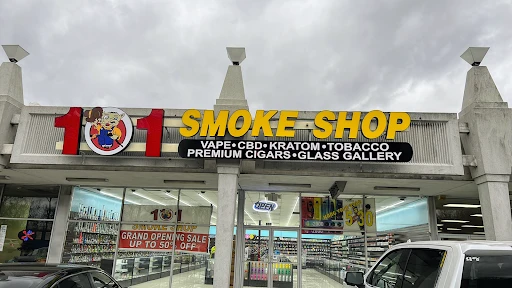 101 SMOKE SHOP
VAPE•CBD•KRATOM•TOBACCO
PREMIUM CIGARS•GLASS GALLERY
OPEN
101
GRAND OPENING SALE
UP TO 50% OFF